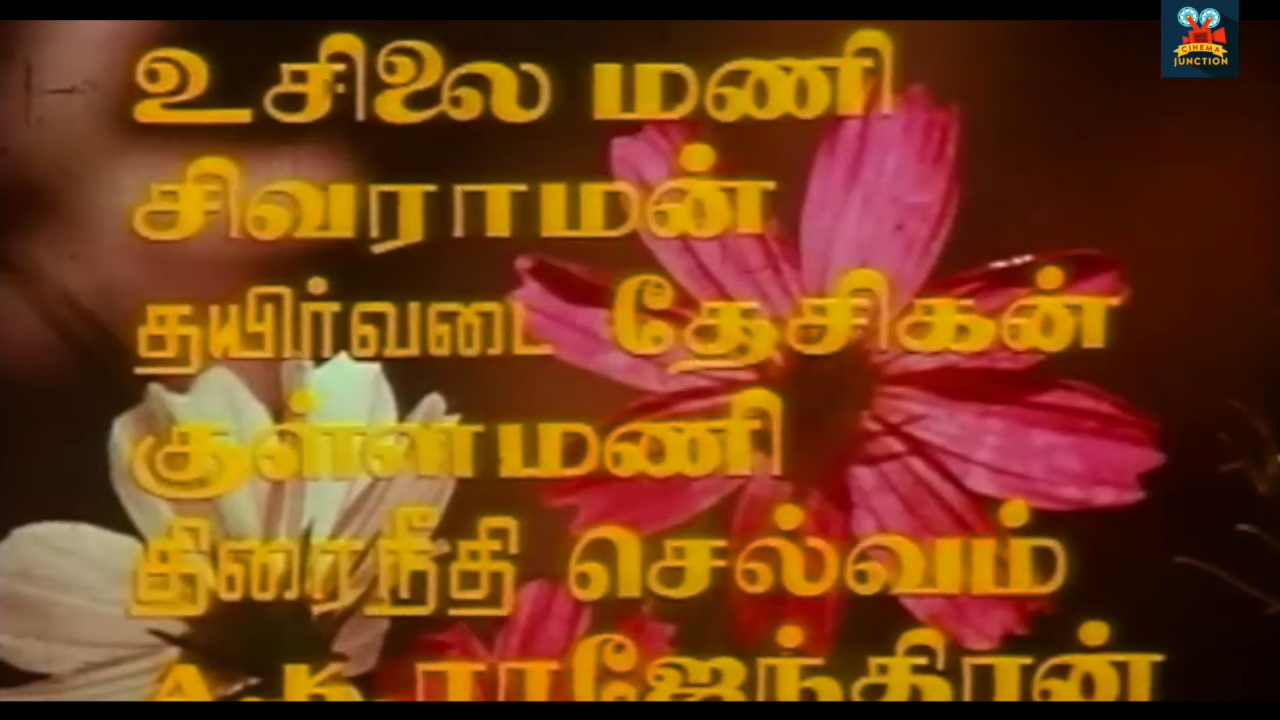 CINEMA
JUNCTION
உசிலை மணி
சிவராமன்
தயிர்வடை தேசிகன்
குள்ளமணி
திரைநீதி செல்வம்
A.K.ராஜேந்திரன்